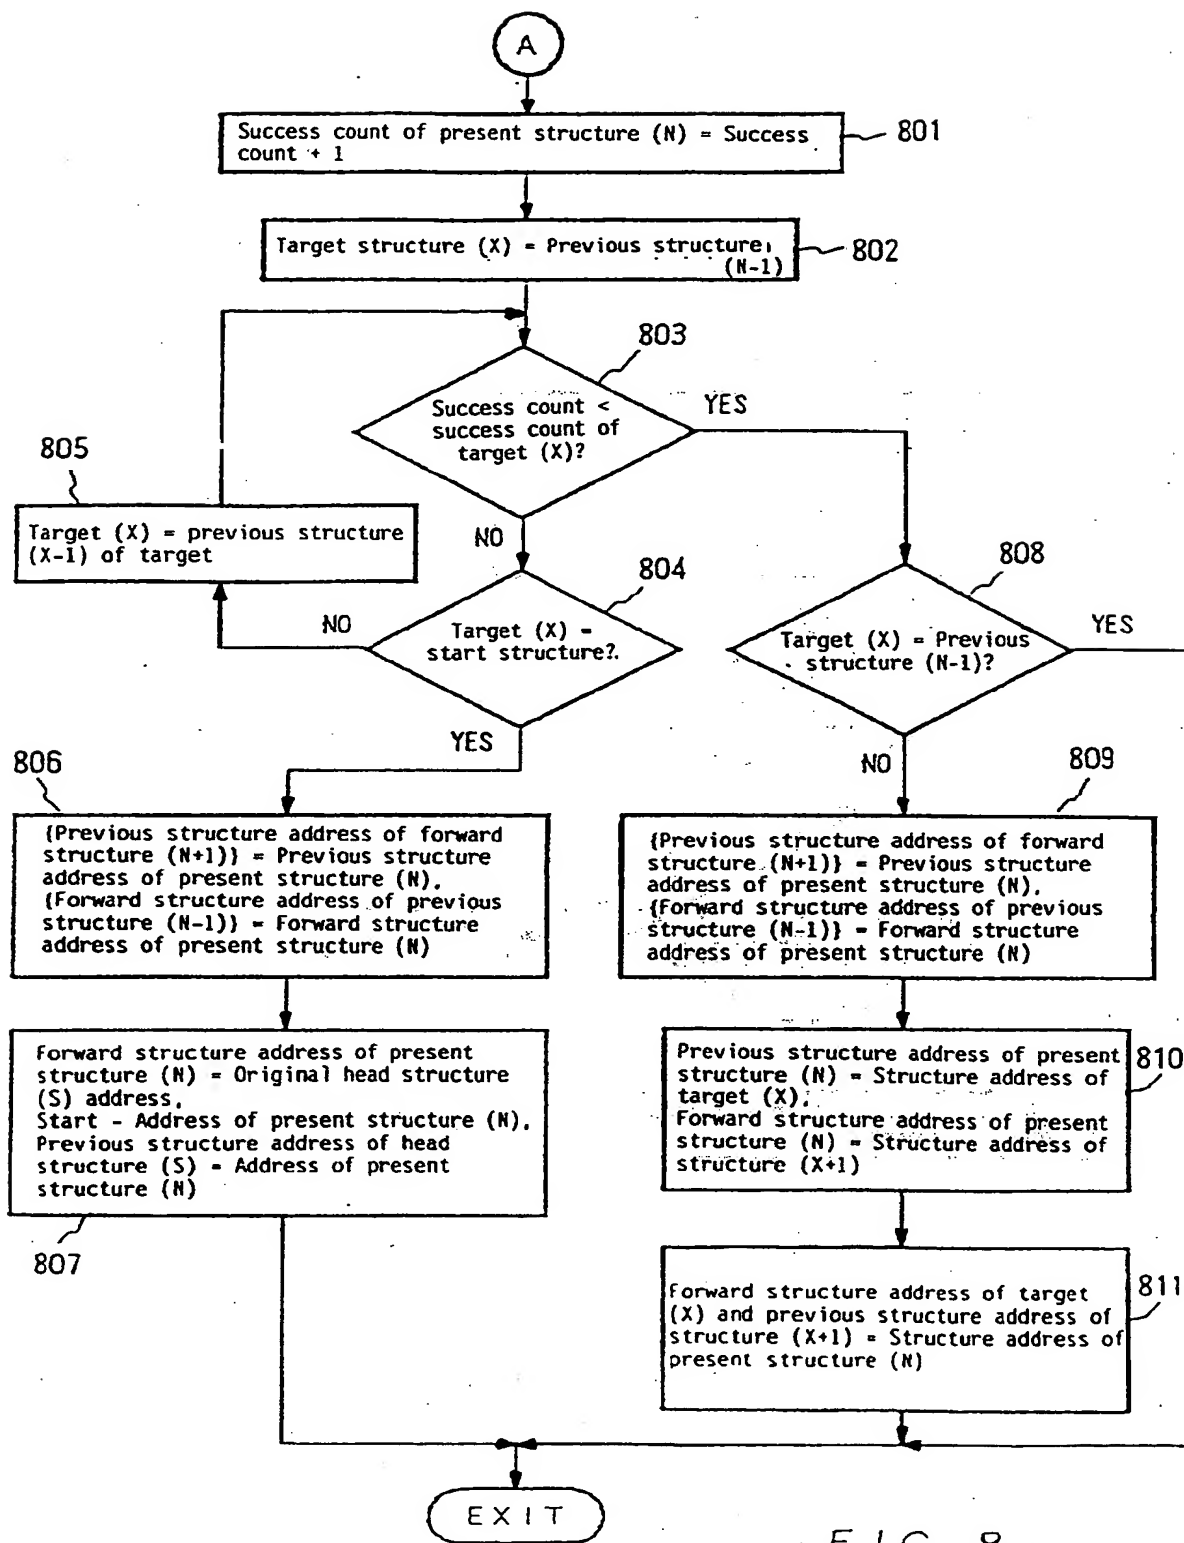 A
Success count of present structure (N) = Success
count + 1
801
Target structure (X) = Previous structure
(N-1)
802
803
Success count <
success count of
target (X)?
YES
805
Target (X) = previous structure
(X-1) of target
NO
804
NO
Target (X) =
start structure?
808
Target (X) = Previous
structure (N-1)?
YES
YES
806
NO
809
{Previous structure address of forward
structure (N+1)} = Previous structure
address of present structure (N).
{Forward structure address of previous
structure (N-1)} = Forward structure
address of present structure (N)
{Previous structure address of forward
structure (N+1)} = Previous structure
address of present structure (N).
{Forward structure address of previous
structure (N-1)} = Forward structure
address of present structure (N)
Forward structure address of present
structure (N) = Original head structure
(S) address.
Start - Address of present structure (N).
Previous structure address of head
structure (S) = Address of present
structure (N)
807
Previous structure address of present
structure (N) = Structure address of
target (X).
Forward structure address of present
structure (N) = Structure address of
structure (X+1)
810
Forward structure address of target
(X) and previous structure address of
structure (X+1) = Structure address of
present structure (N)
811
EXIT